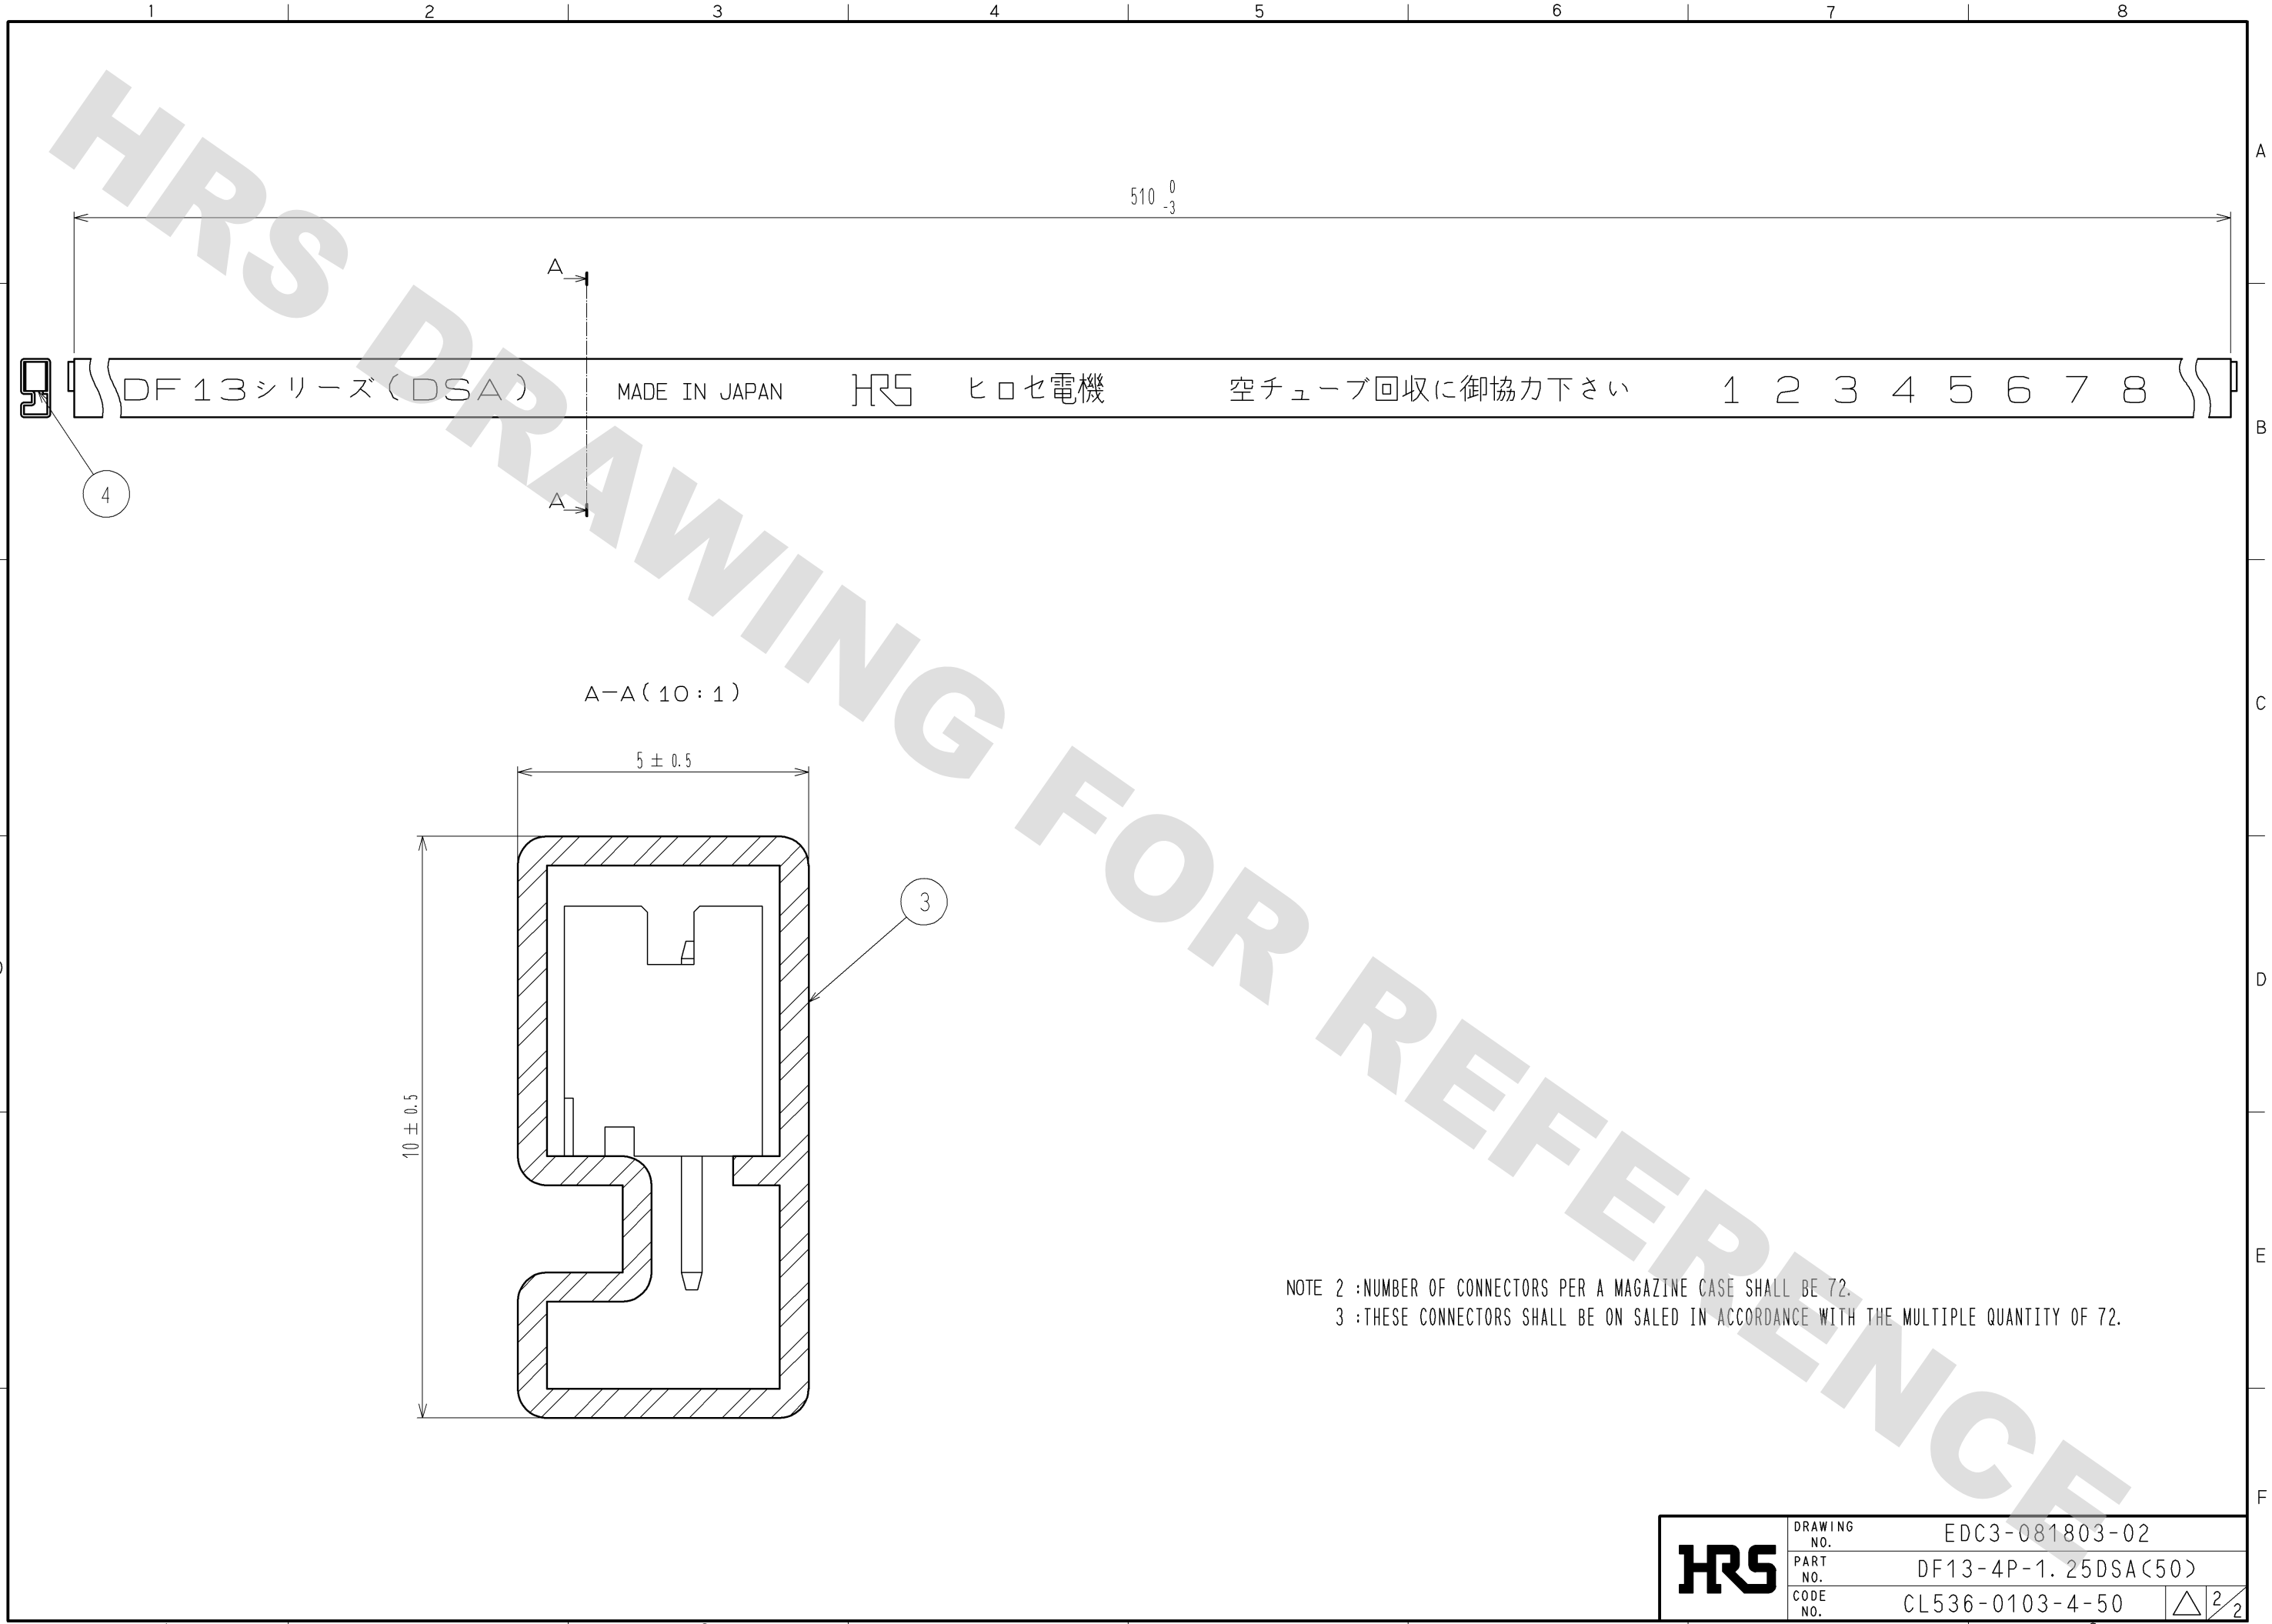 1 2 3 4 5 6 7 8
HRS DRAWING FOR REFERENCE
A
510 0 -3
A
DF13シリーズ(DSA) MADE IN JAPAN HRS ヒロセ電機 空チューブ回収に御協力下さい 1 2 3 4 5 6 7 8
B
4
A
A-A(10:1)
C
5±0.5
3
D
10±0.5
E
NOTE 2 :NUMBER OF CONNECTORS PER A MAGAZINE CASE SHALL BE 72.
3 :THESE CONNECTORS SHALL BE ON SALED IN ACCORDANCE WITH THE MULTIPLE QUANTITY OF 72.
F
HRS
DRAWING NO. EDC3-081803-02
PART NO. DF13-4P-1.25DSA(50)
CODE NO. CL536-0103-4-50 2/2